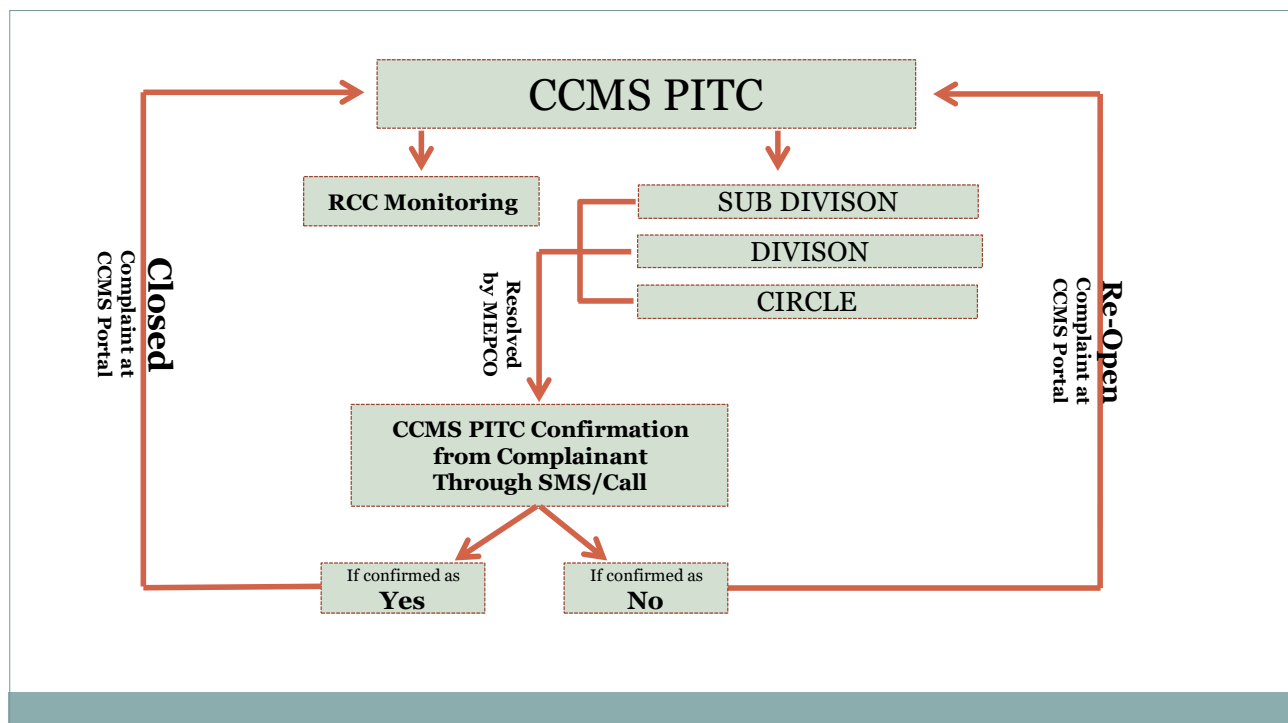 CCMS PITC
RCC Monitoring
SUB DIVISON
DIVISON
CIRCLE
Resolved
by MEPCO
Closed
Complaint at
CCMS Portal
Re-Open
Complaint at
CCMS Portal
CCMS PITC Confirmation
from Complainant
Through SMS/Call
If confirmed as
Yes
If confirmed as
No